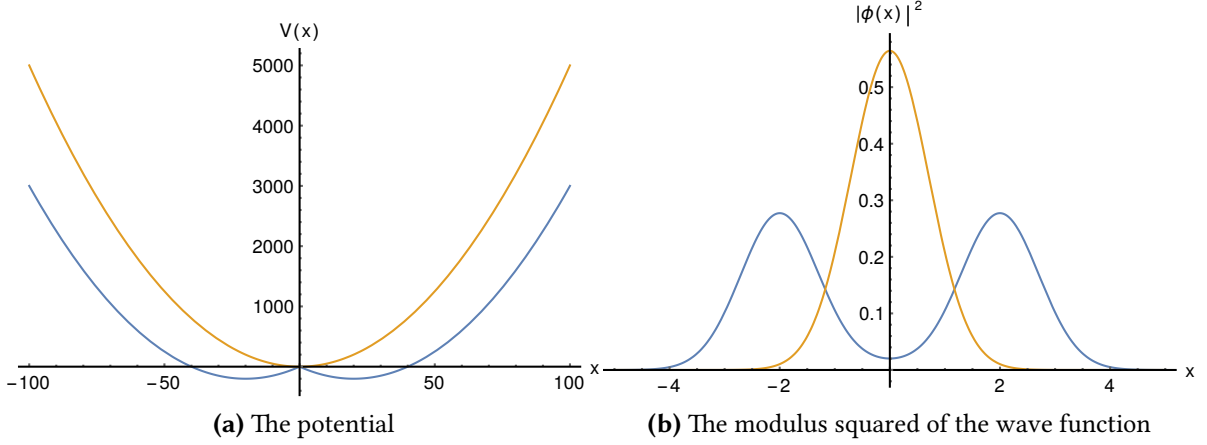 V(x)
5000
4000
3000
2000
1000
−100 −50 50 100 x
(a) The potential
|ϕ(x)|²
0.5
0.4
0.3
0.2
0.1
−4 −2 0 2 4 x
(b) The modulus squared of the wave function